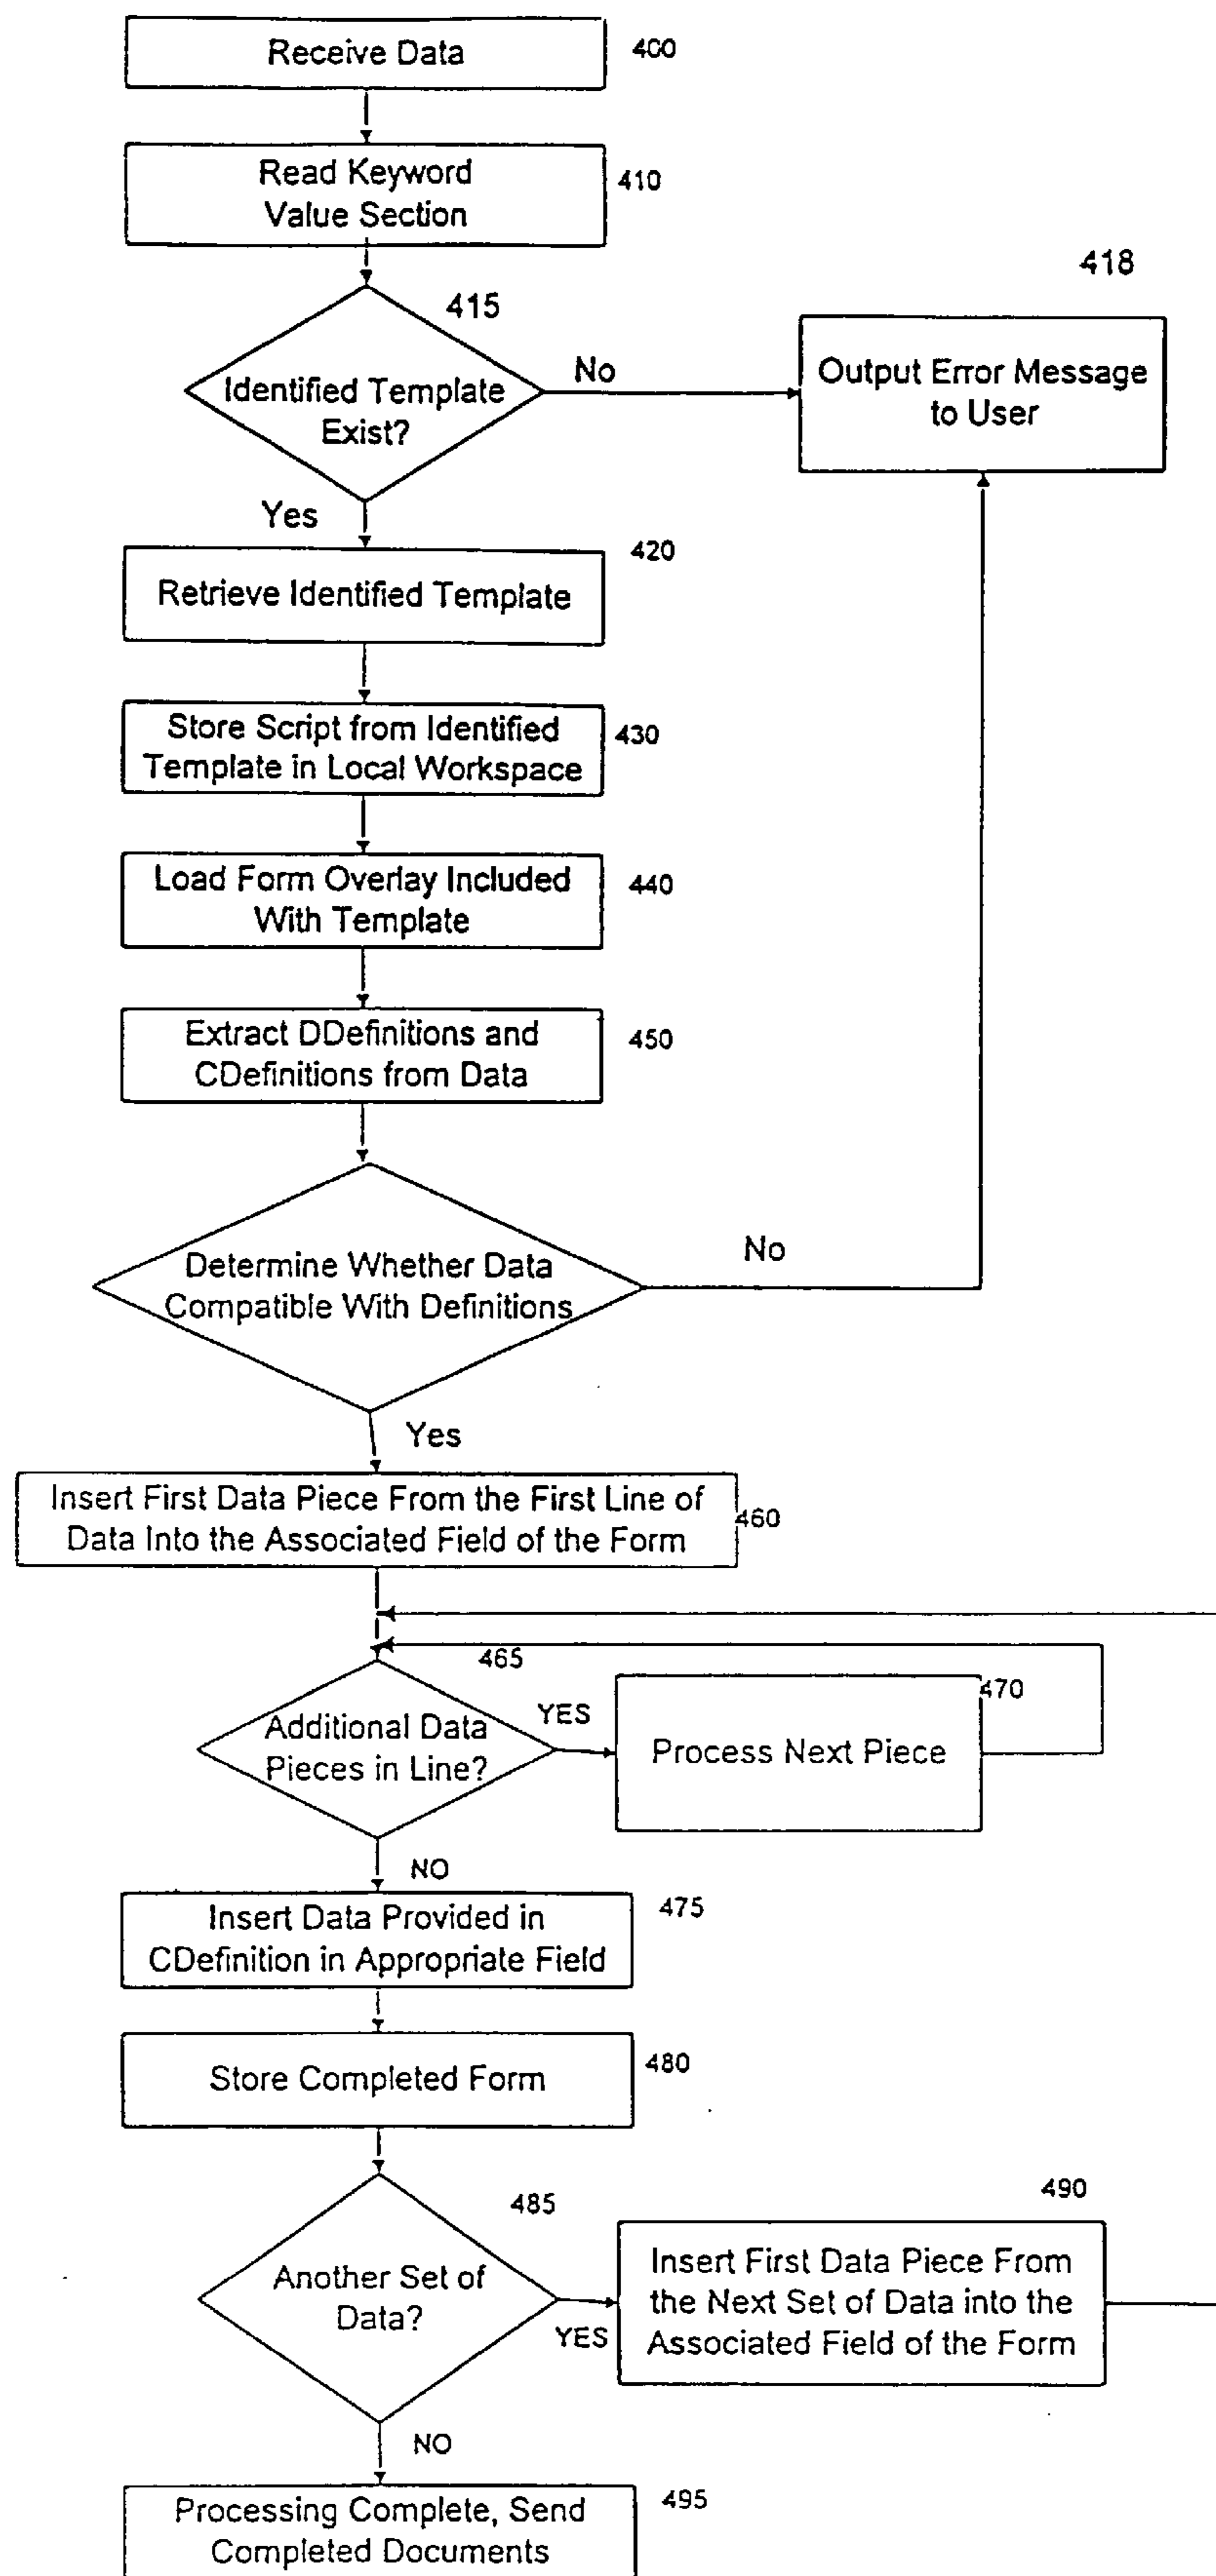 Receive Data
400
Read Keyword
Value Section
410
415
Identified Template
Exist?
No
418
Output Error Message
to User
Yes
420
Retrieve Identified Template
Store Script from Identified
Template in Local Workspace
430
Load Form Overlay Included
With Template
440
Extract DDefinitions and
CDefinitions from Data
450
Determine Whether Data
Compatible With Definitions
No
Yes
Insert First Data Piece From the First Line of
Data Into the Associated Field of the Form
460
465
Additional Data
Pieces in Line?
YES
470
Process Next Piece
NO
Insert Data Provided in
CDefinition in Appropriate Field
475
Store Completed Form
480
485
Another Set of
Data?
YES
490
Insert First Data Piece From
the Next Set of Data into the
Associated Field of the Form
NO
Processing Complete, Send
Completed Documents
495